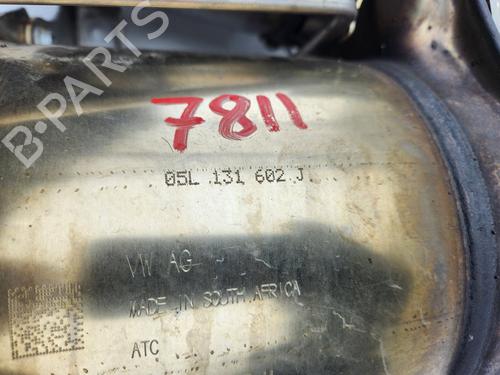 B-PARTS
7811
05L 131 602 J
VW AG
MADE IN SOUTH AFRICA
ATC